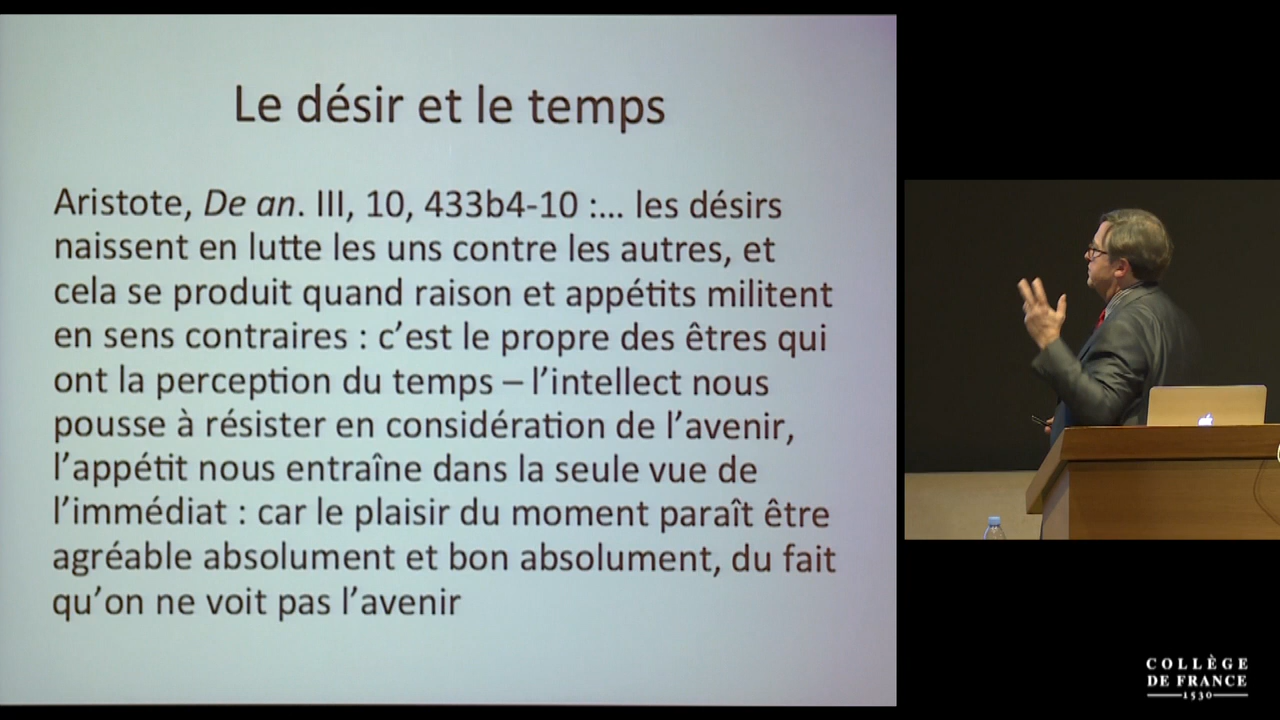 Le désir et le temps
Aristote, De an. III, 10, 433b4-10 :... les désirs
naissent en lutte les uns contre les autres, et
cela se produit quand raison et appétits militent
en sens contraires : c’est le propre des êtres qui
ont la perception du temps – l’intellect nous
pousse à résister en considération de l’avenir,
l’appétit nous entraîne dans la seule vue de
l’immédiat : car le plaisir du moment paraît être
agréable absolument et bon absolument, du fait
qu’on ne voit pas l’avenir
COLLÈGE
DE FRANCE
1530